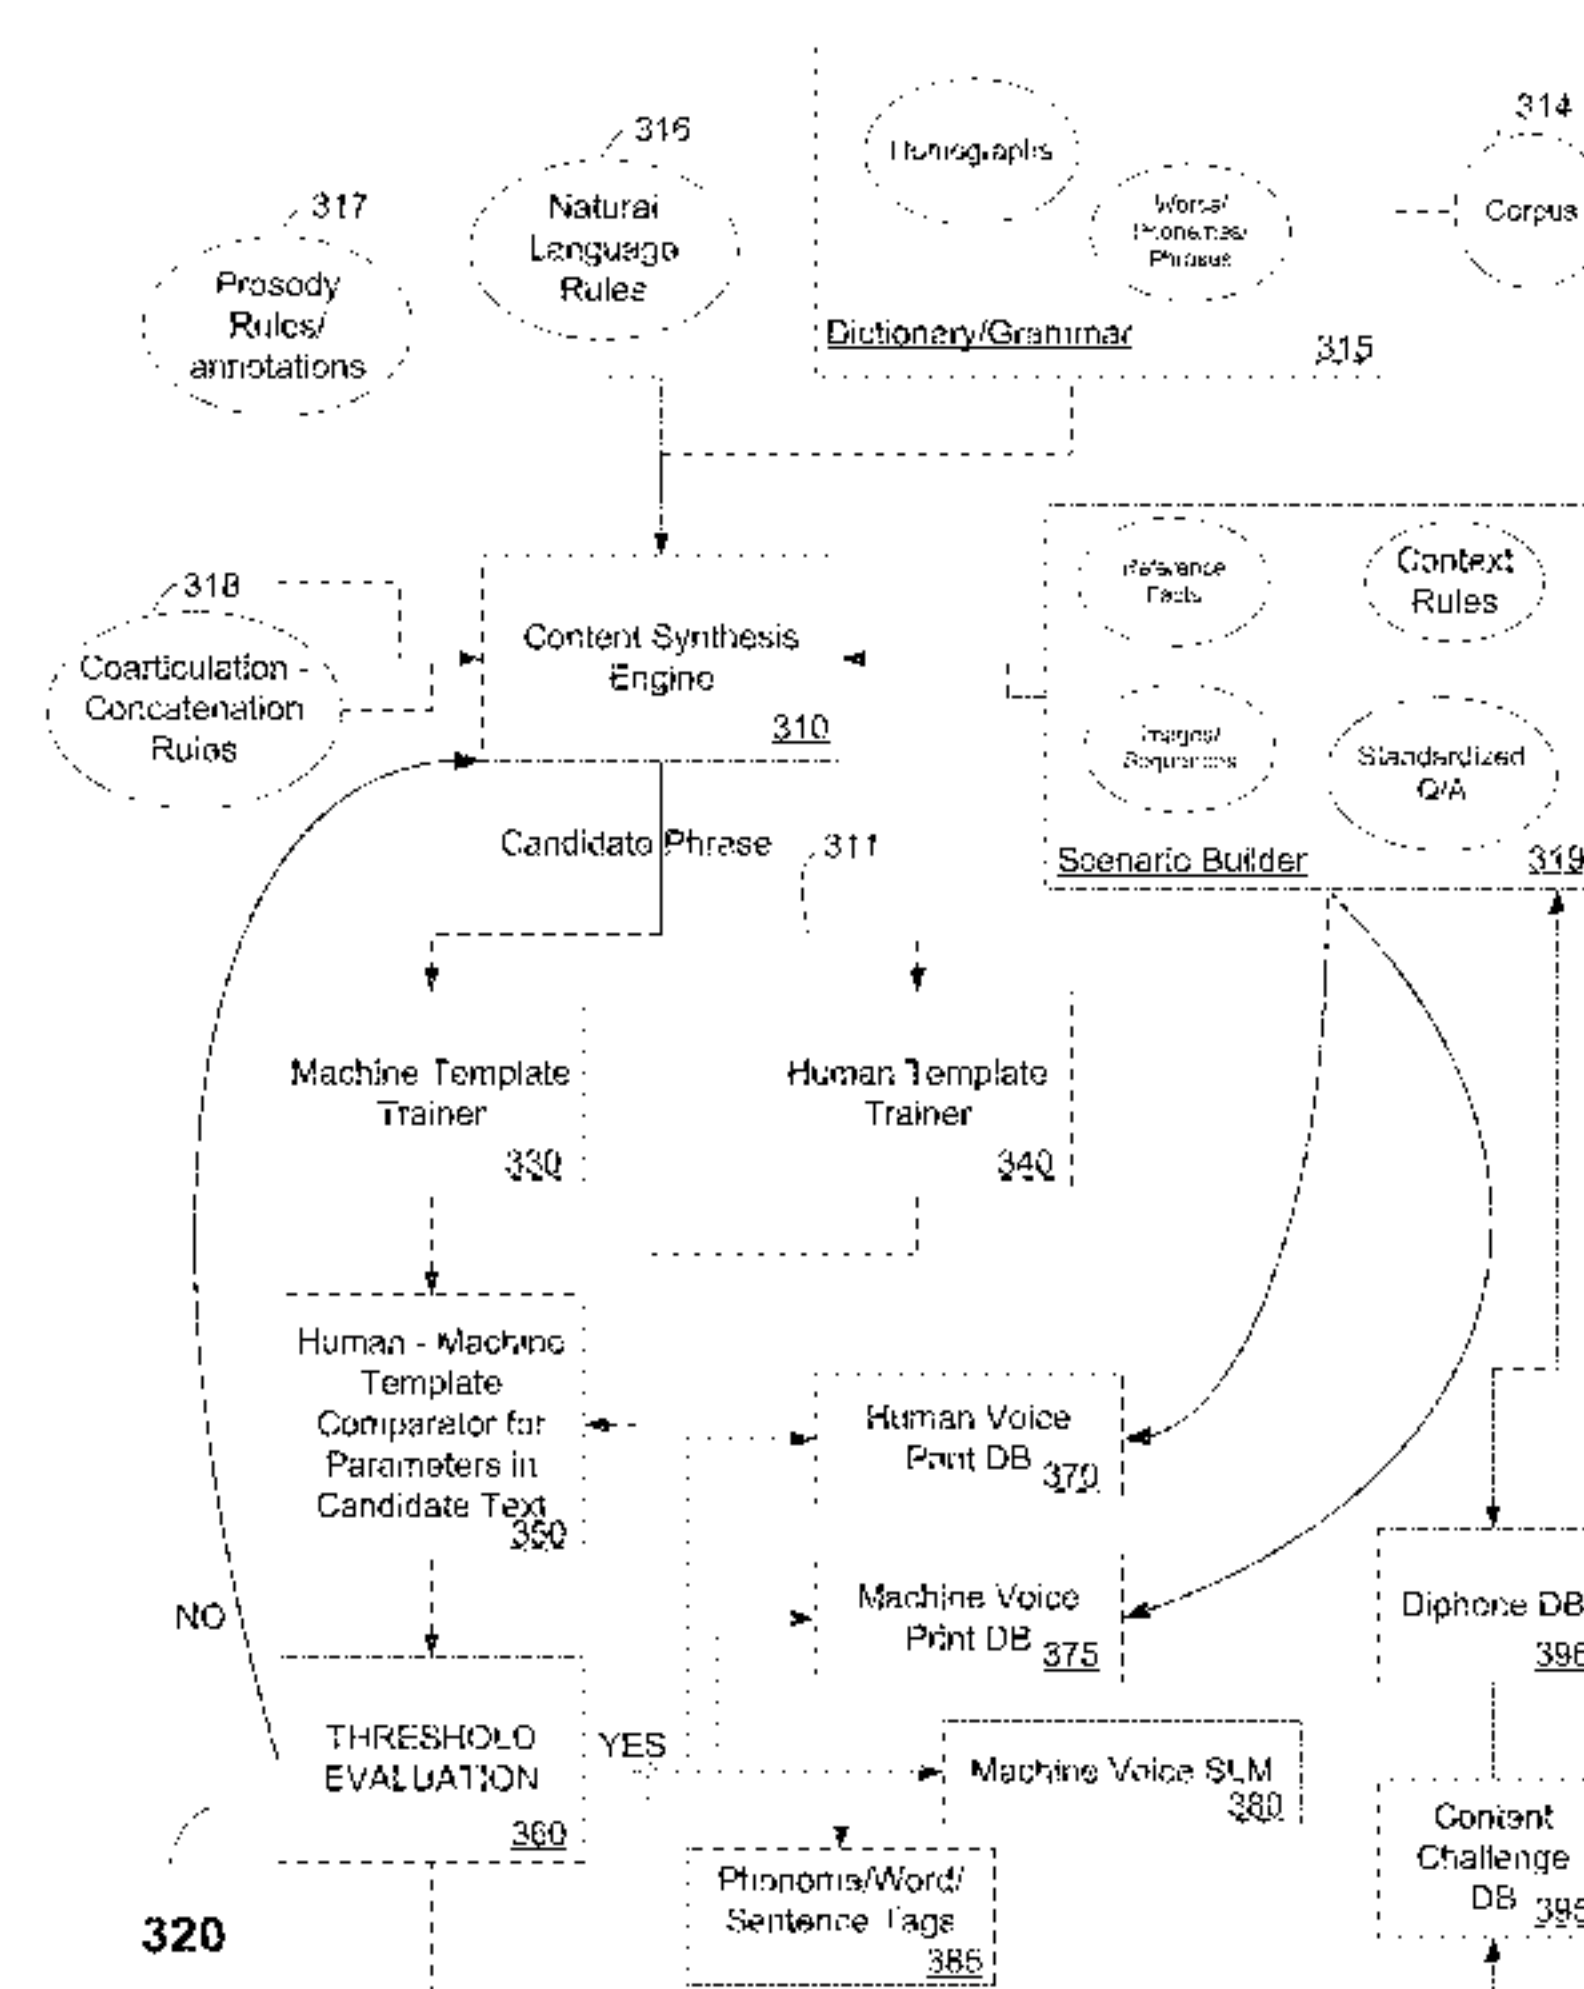 314
316
Homographs
317
Natural
Language
Rules
Words/
Phonemes/
Phrases
Corpus
Prosody
Rules/
annotations
Dictionary/Grammar
315
Reference
Facts
Context
Rules
318
Coarticulation -
Concatenation
Rules
Content Synthesis
Engine
310
Images/
Sequences
Standardized
Q/A
Candidate Phrase
311
Scenario Builder
319
Machine Template
Trainer
330
Human Template
Trainer
340
Human - Machine
Template
Comparator for
Parameters in
Candidate Text
350
Human Voice
Print DB
370
Machine Voice
Print DB
375
Diphone DB
NO
THRESHOLD
EVALUATION
360
YES
Machine Voice SLM
380
Content
Challenge
DB
395
Phoneme/Word/
Sentence Tags
385
320